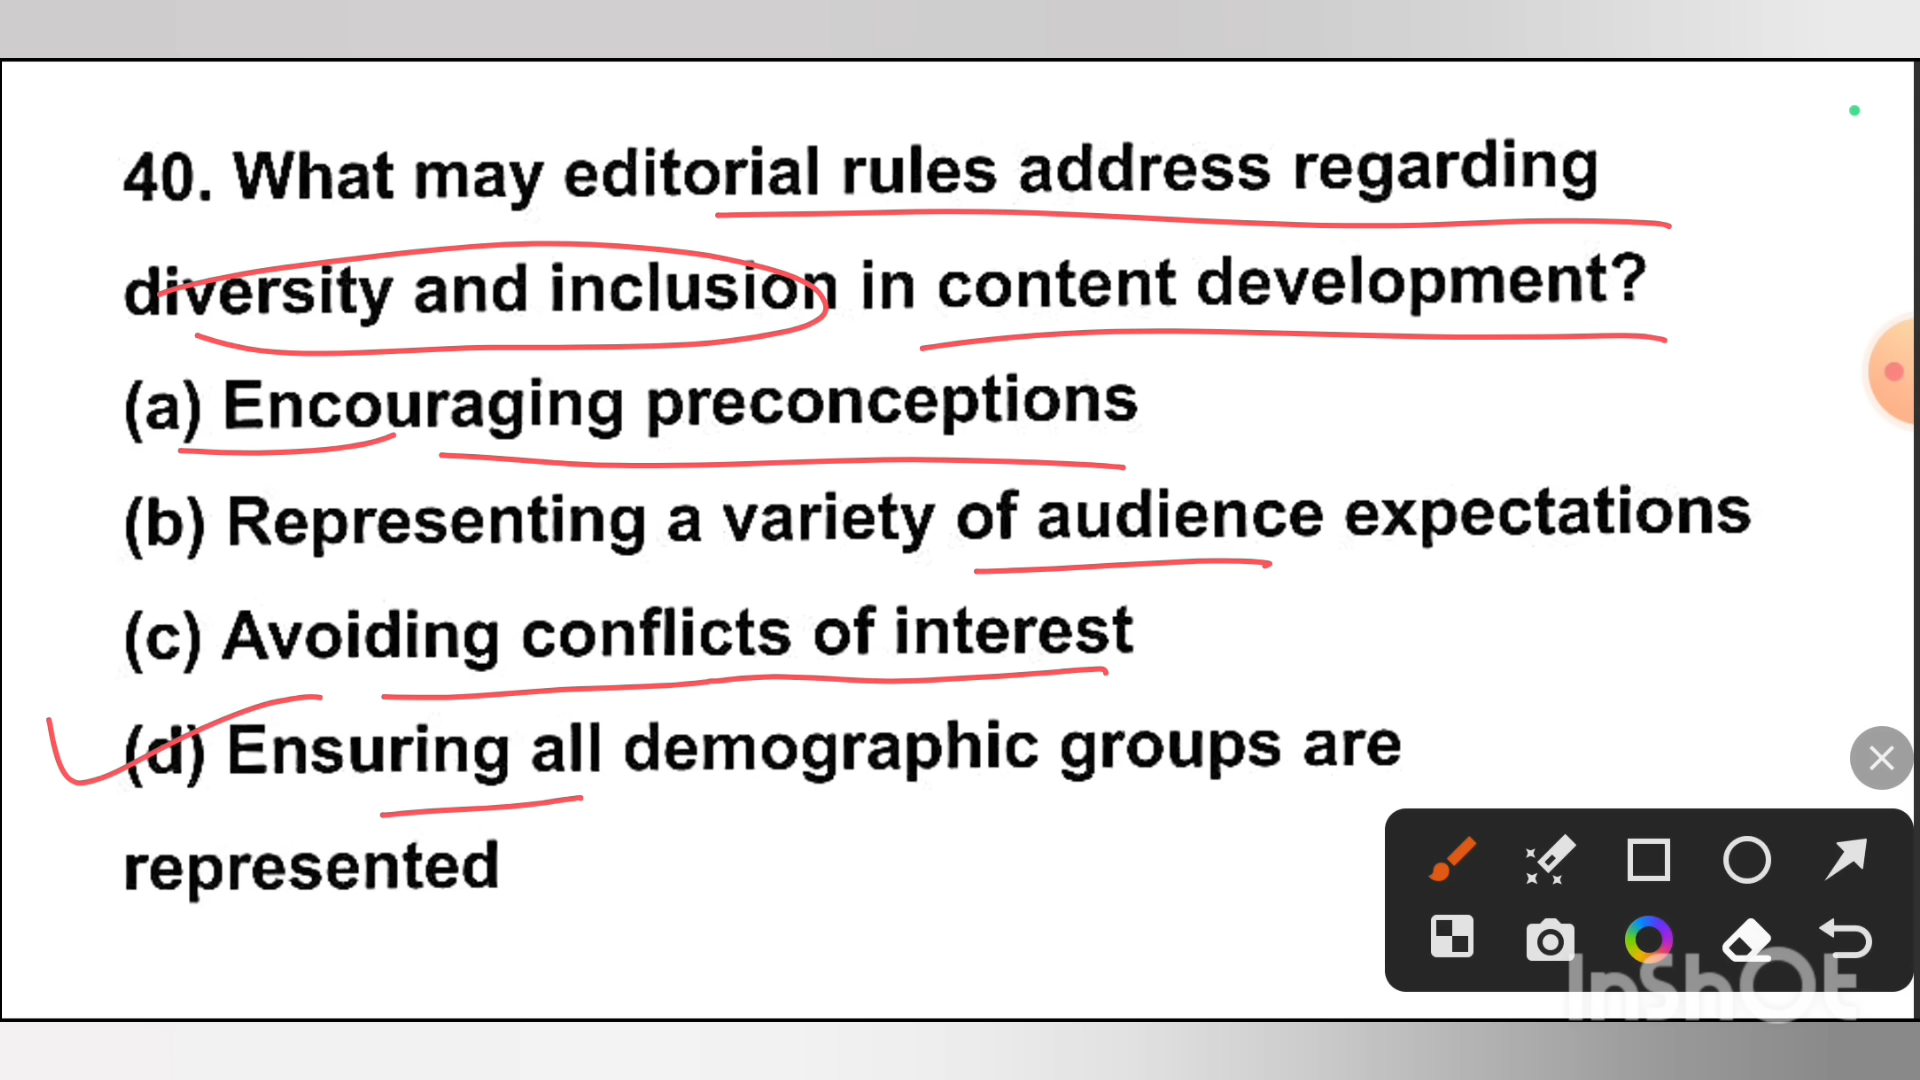 40. What may editorial rules address regarding
diversity and inclusion in content development?
(a) Encouraging preconceptions
(b) Representing a variety of audience expectations
(c) Avoiding conflicts of interest
(d) Ensuring all demographic groups are
represented
InShOt